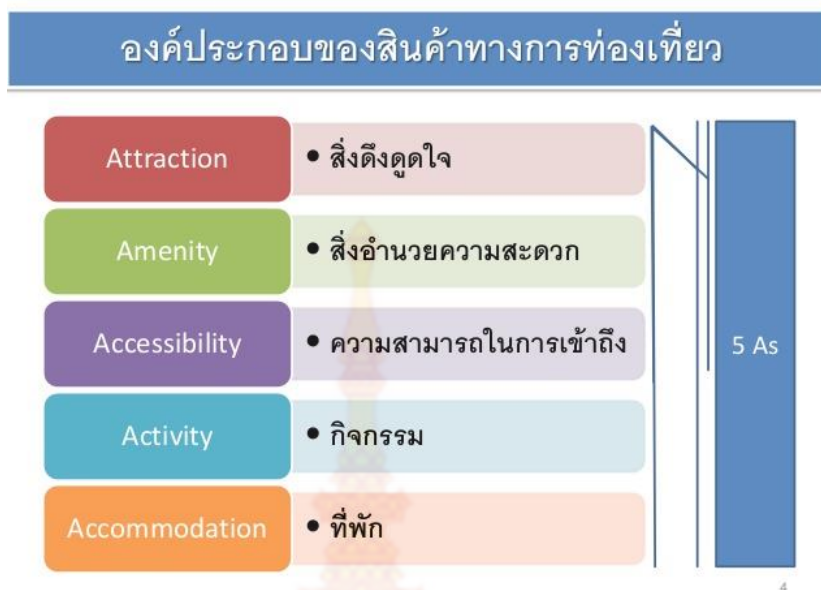 องค์ประกอบของสินค้าทางการท่องเที่ยว
Attraction
• สิ่งดึงดูดใจ
Amenity
• สิ่งอำนวยความสะดวก
Accessibility
• ความสามารถในการเข้าถึง
Activity
• กิจกรรม
Accommodation
• ที่พัก
5 As
4